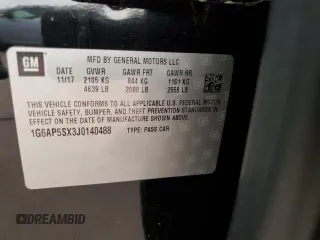 GM
MFD BY GENERAL MOTORS LLC
DATE GVWR GAWR FRT GAWR RR
11/17 2105 KG 944 KG 1161 KG
4639 LB 2080 LB 2559 LB
THIS VEHICLE CONFORMS TO ALL APPLICABLE U.S. FEDERAL MOTOR
VEHICLE SAFETY, BUMPER, AND THEFT PREVENTION STANDARDS IN
EFFECT ON THE DATE OF MANUFACTURE SHOWN ABOVE.
1G6AP5SX3J0140488 TYPE: PASS CAR
DREAMBID